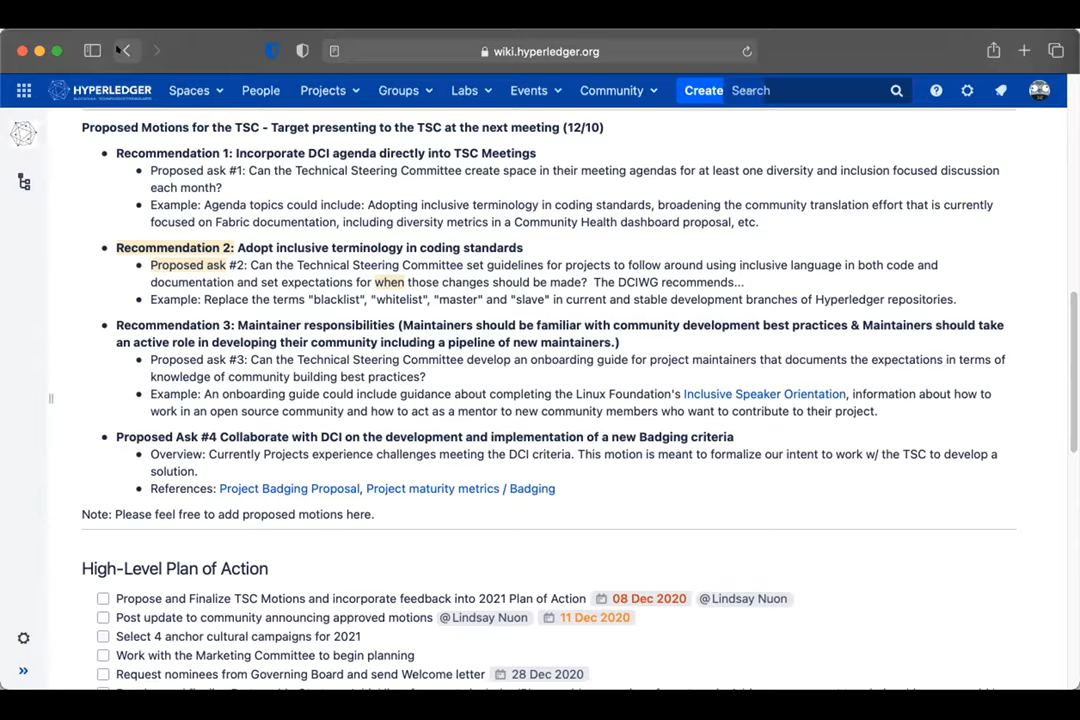 wiki.hyperledger.org
HYPERLEDGER
Spaces People Projects Groups Labs Events Community Create Search
Proposed Motions for the TSC - Target presenting to the TSC at the next meeting (12/10)
Recommendation 1: Incorporate DCI agenda directly into TSC Meetings
Proposed ask #1: Can the Technical Steering Committee create space in their meeting agendas for at least one diversity and inclusion focused discussion
each month?
Example: Agenda topics could include: Adopting inclusive terminology in coding standards, broadening the community translation effort that is currently
focused on Fabric documentation, including diversity metrics in a Community Health dashboard proposal, etc.
Recommendation 2: Adopt inclusive terminology in coding standards
Proposed ask #2: Can the Technical Steering Committee set guidelines for projects to follow around using inclusive language in both code and
documentation and set expectations for when those changes should be made? The DCIWG recommends...
Example: Replace the terms "blacklist", "whitelist", "master" and "slave" in current and stable development branches of Hyperledger repositories.
Recommendation 3: Maintainer responsibilities (Maintainers should be familiar with community development best practices & Maintainers should take
an active role in developing their community including a pipeline of new maintainers.)
Proposed ask #3: Can the Technical Steering Committee develop an onboarding guide for project maintainers that documents the expectations in terms of
knowledge of community building best practices?
Example: An onboarding guide could include guidance about completing the Linux Foundation's Inclusive Speaker Orientation, information about how to
work in an open source community and how to act as a mentor to new community members who want to contribute to their project.
Proposed Ask #4 Collaborate with DCI on the development and implementation of a new Badging criteria
Overview: Currently Projects experience challenges meeting the DCI criteria. This motion is meant to formalize our intent to work w/ the TSC to develop a
solution.
References: Project Badging Proposal, Project maturity metrics / Badging
Note: Please feel free to add proposed motions here.
High-Level Plan of Action
Propose and Finalize TSC Motions and incorporate feedback into 2021 Plan of Action 08 Dec 2020 @Lindsay Nuon
Post update to community announcing approved motions @Lindsay Nuon 11 Dec 2020
Select 4 anchor cultural campaigns for 2021
Work with the Marketing Committee to begin planning
Request nominees from Governing Board and send Welcome letter 28 Dec 2020